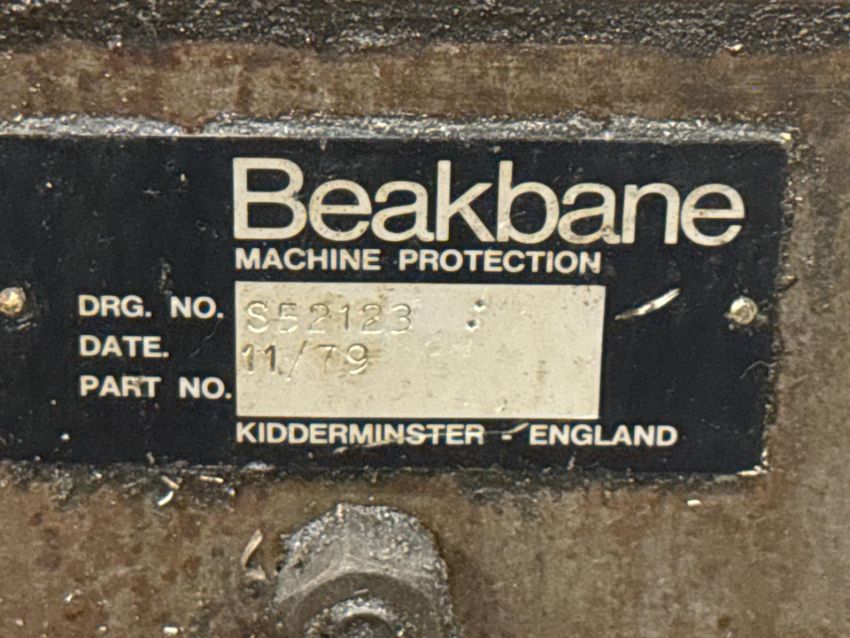 Beakbane
MACHINE PROTECTION
DRG. NO. S52123
DATE. 11/79
PART NO.
KIDDERMINSTER - ENGLAND